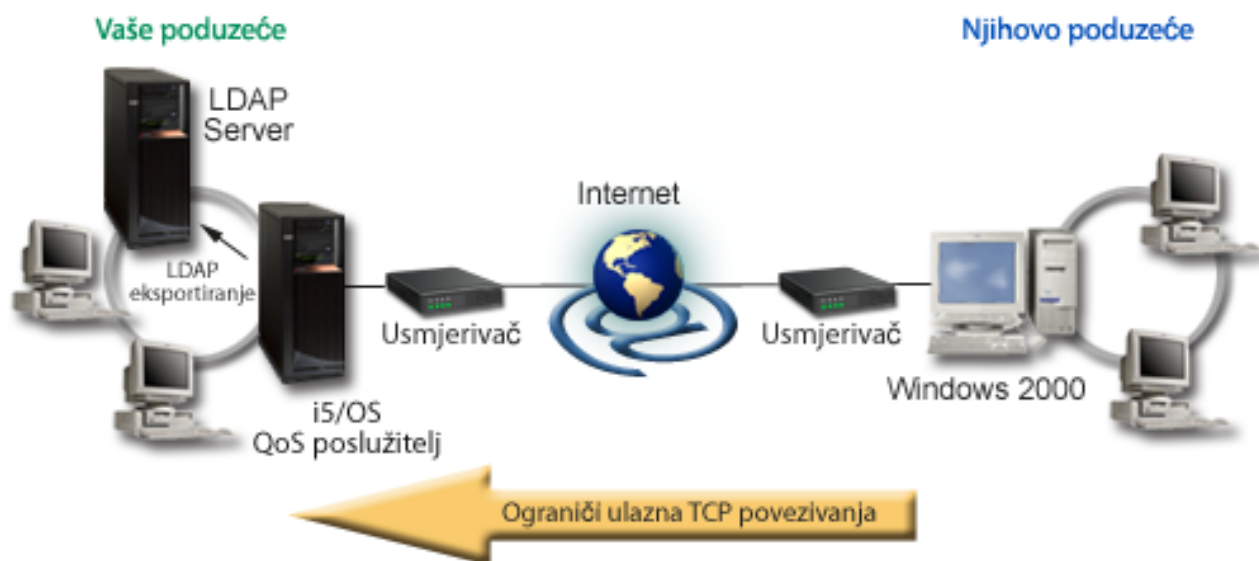 Vaše poduzeće
Njihovo poduzeće
LDAP
Server
Internet
LDAP
eksportiranje
Usmjerivač
Usmjerivač
Windows 2000
i5/OS
QoS poslužitelj
Ograniči ulazna TCP povezivanja